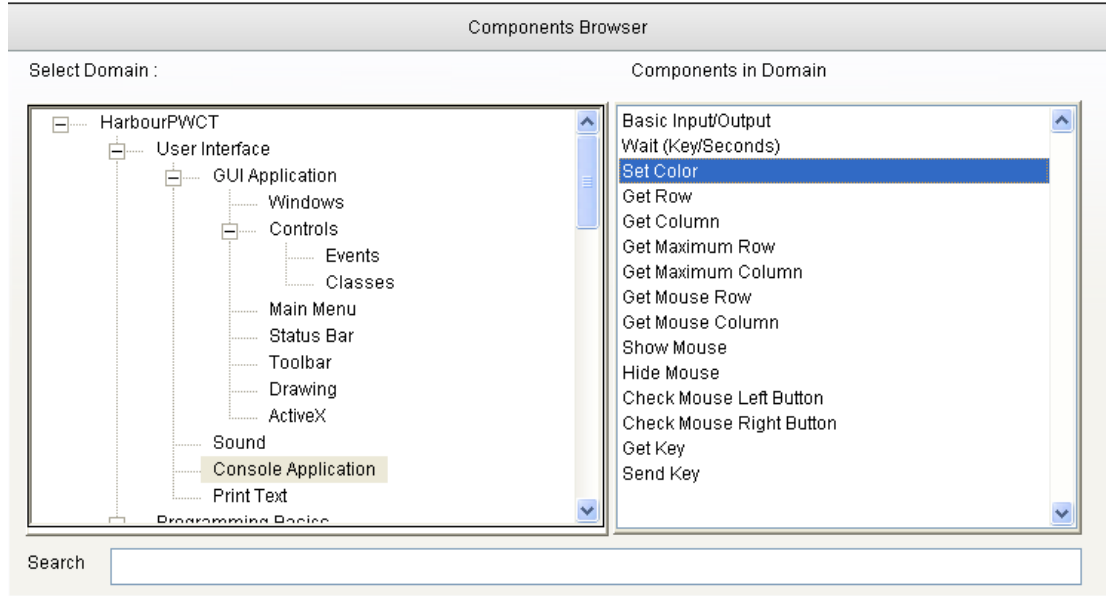 Components Browser
Select Domain :
Components in Domain
HarbourPWCT
User Interface
GUI Application
Windows
Controls
Events
Classes
Main Menu
Status Bar
Toolbar
Drawing
ActiveX
Sound
Console Application
Print Text
Programming Basics
Basic Input/Output
Wait (Key/Seconds)
Set Color
Get Row
Get Column
Get Maximum Row
Get Maximum Column
Get Mouse Row
Get Mouse Column
Show Mouse
Hide Mouse
Check Mouse Left Button
Check Mouse Right Button
Get Key
Send Key
Search